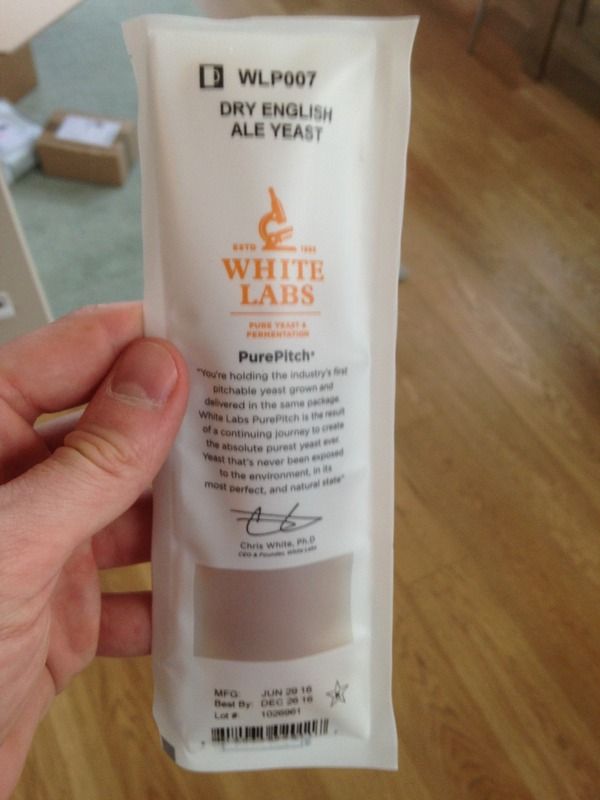 WLP007
DRY ENGLISH
ALE YEAST
ESTD 1995
WHITE
LABS
PURE YEAST &
FERMENTATION
PurePitch®
"You're holding the industry's first
pitchable yeast grown and
delivered in the same package.
White Labs PurePitch is the result
of a continuing journey to create
the absolute purest yeast ever.
Yeast that's never been exposed
to the environment, in its
most perfect, and natural state"
Chris White, Ph.D
CEO & Founder, White Labs
MFG: JUN 29 16
Best By: DEC 26 16
Lot #: 1026961